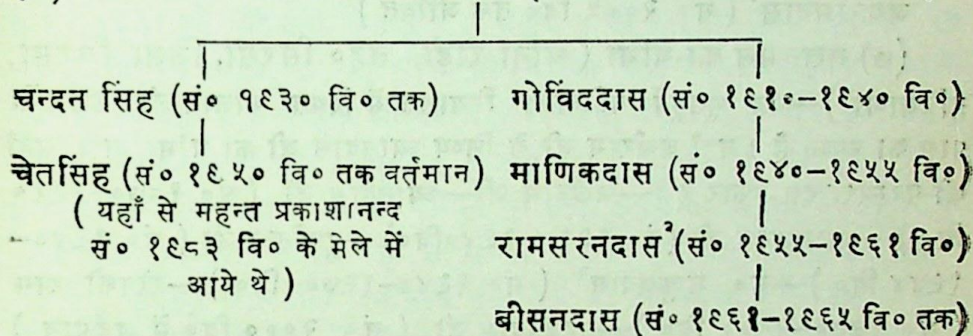 चन्दन सिंह (सं० १९३० वि० तक) गोविंददास (सं० १९१०-१९४० वि०)
चेतसिंह (सं० १९५० वि० तक वर्तमान) माणिकदास (सं० १९४०-१९५५ वि०)
( यहाँ से महन्त प्रकाशानन्द
सं० १९८३ वि० के मेले में रामसरनदास² (सं० १९५५-१९६१ वि०)
आये थे )
बीसनदास (सं० १९६१-१९६५ वि० तक)